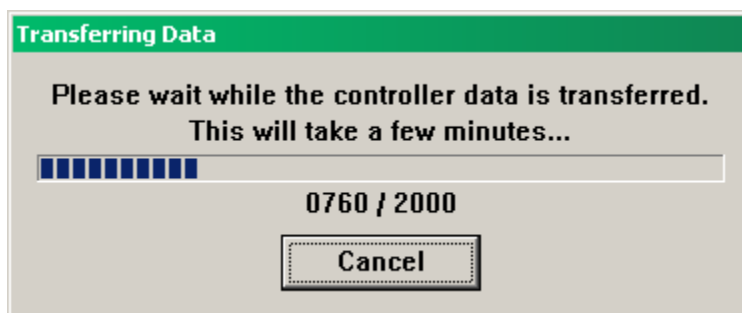 Transferring Data
Please wait while the controller data is transferred.
This will take a few minutes...
0760 / 2000
Cancel